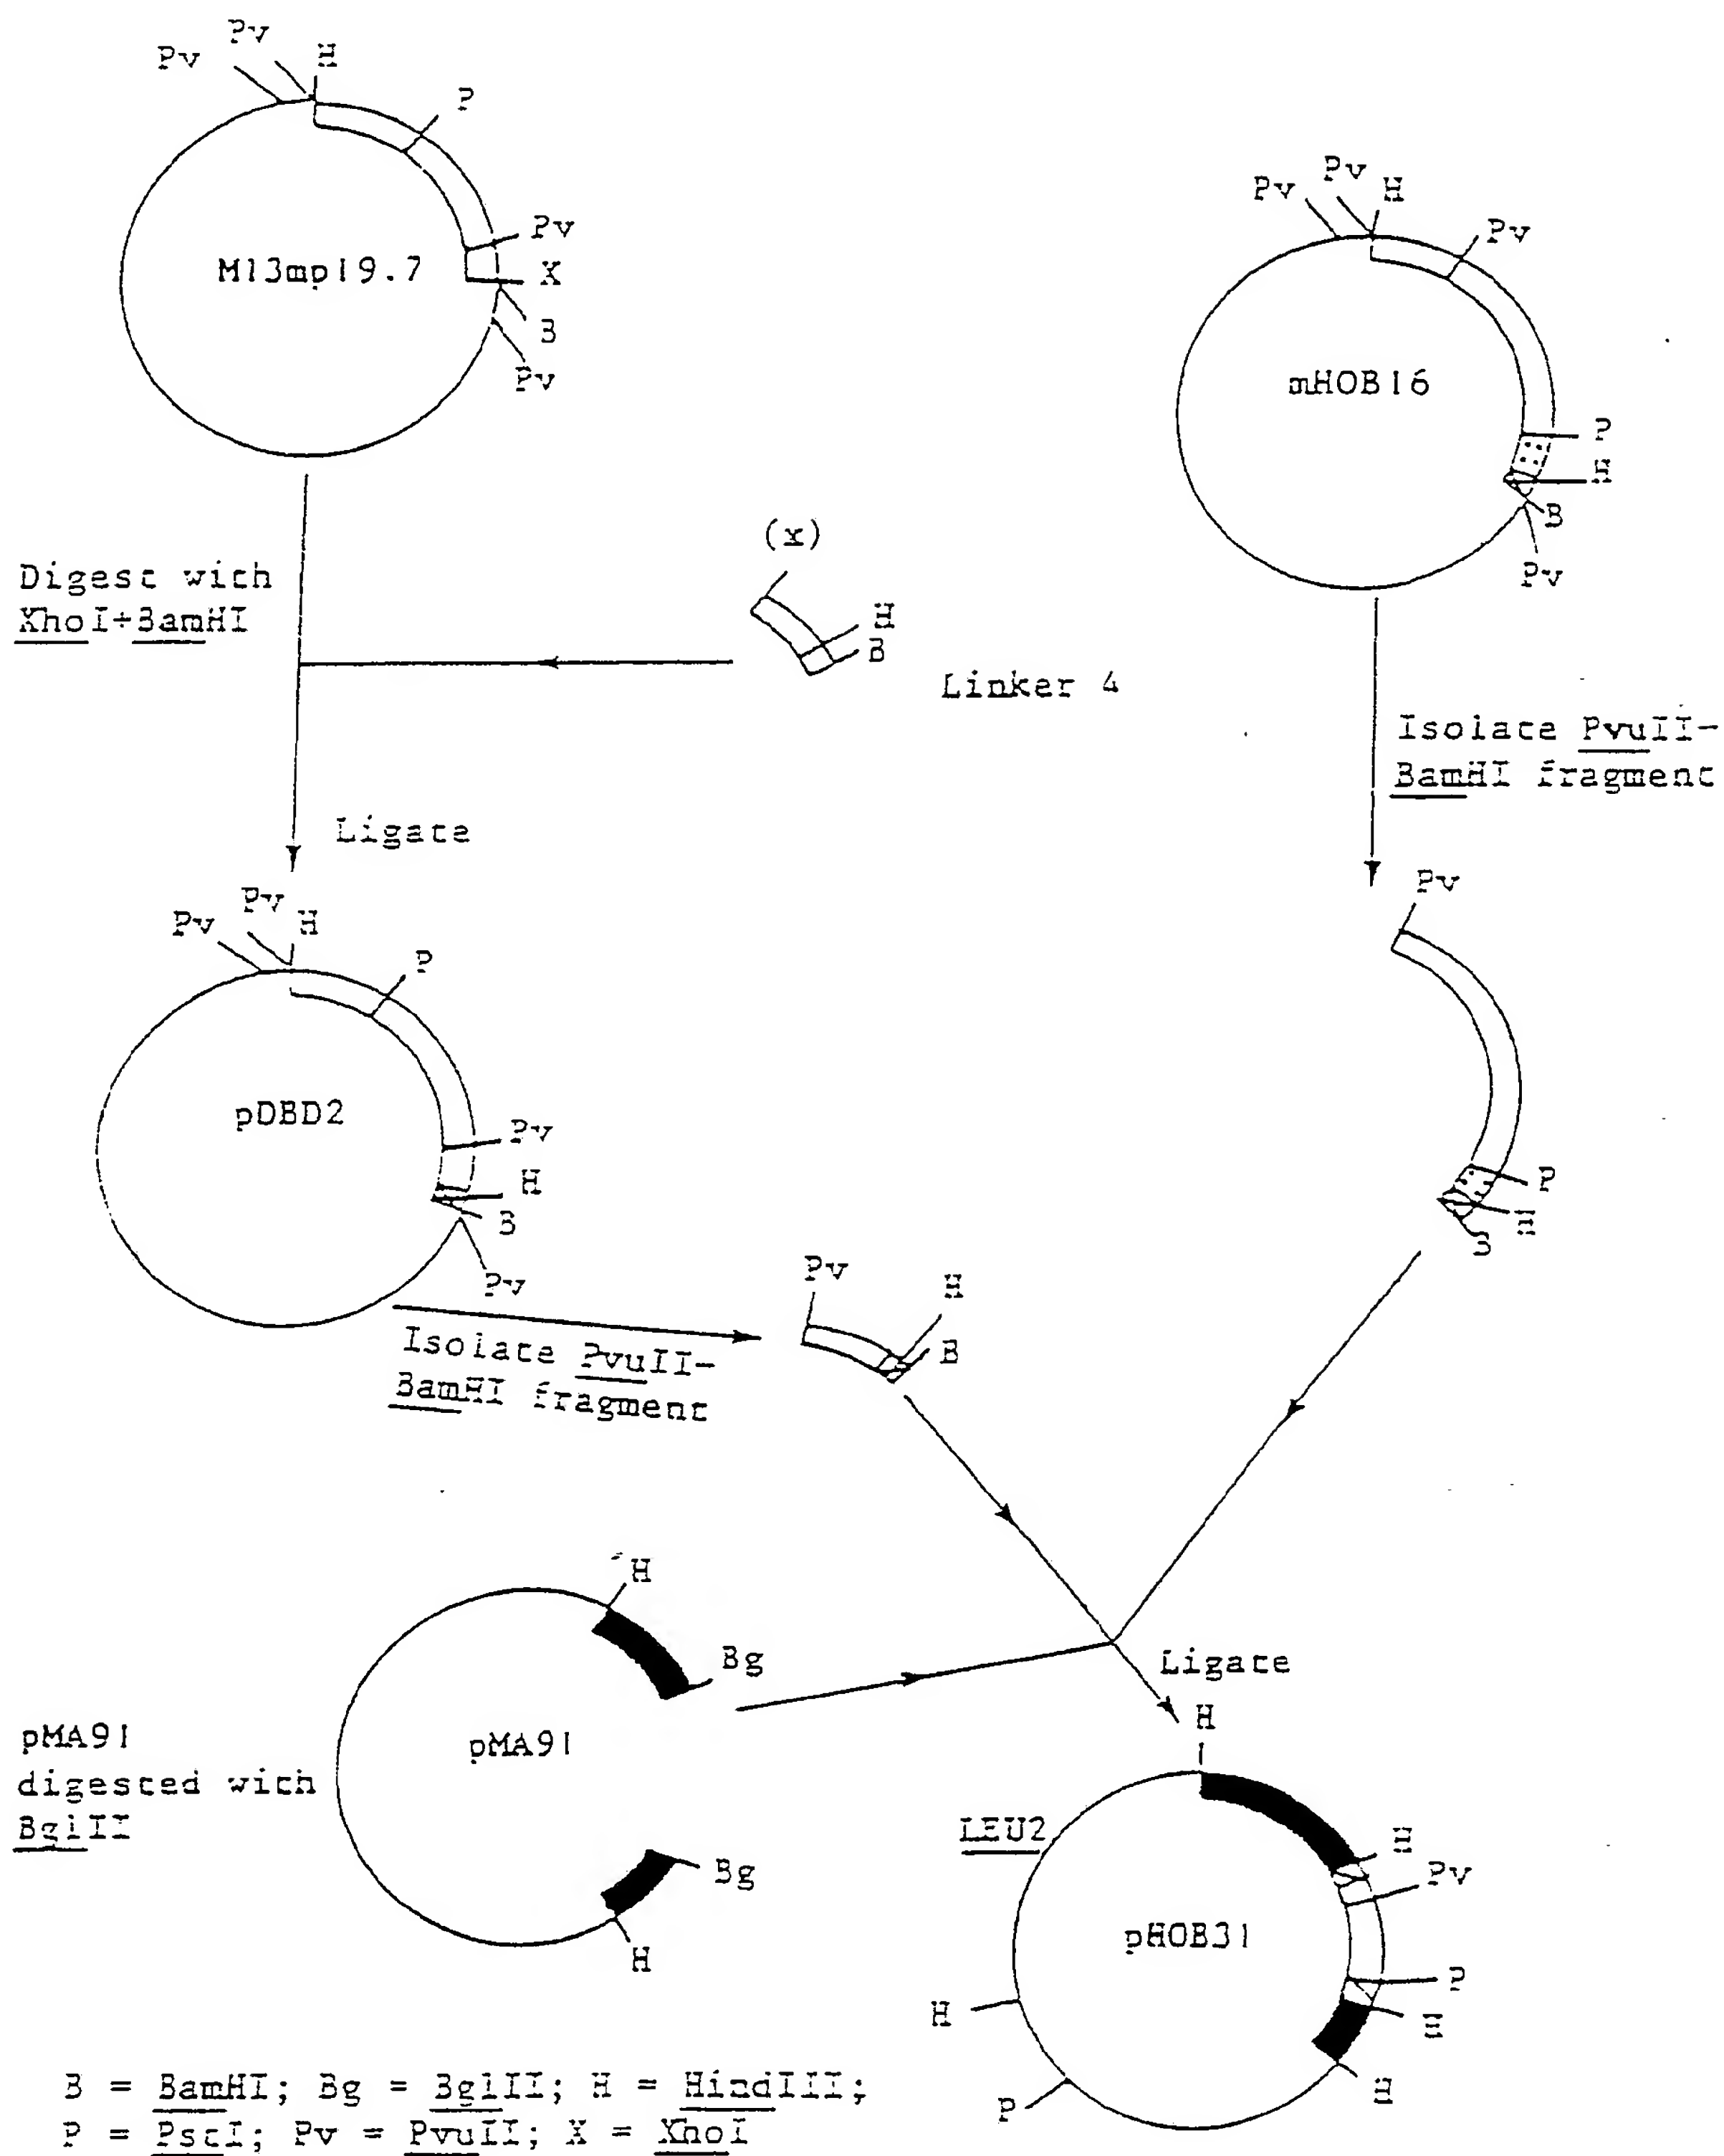 Pv
Pv
H
P
Pv
X
B
Pv
M13mp19.7
Pv
Pv
H
Pv
mHOB16
P
H
B
Pv
Digest with
XhoI+BamHI
(x)
H
B
Linker 4
Isolate PvuII-
BamHI fragment
Ligate
Pv
Pv
H
P
pDBD2
Pv
H
B
Pv
Pv
P
H
B
Isolate PvuII-
BamHI fragment
Pv
H
B
H
Bg
pMA91
Bg
H
pMA91
digested with
BglII
Ligate
H
LEU2
H
Pv
pHOB31
P
H
H
H
P
B = BamHI; Bg = BglII; H = HindIII;
P = PstI; Pv = PvuII; X = XhoI